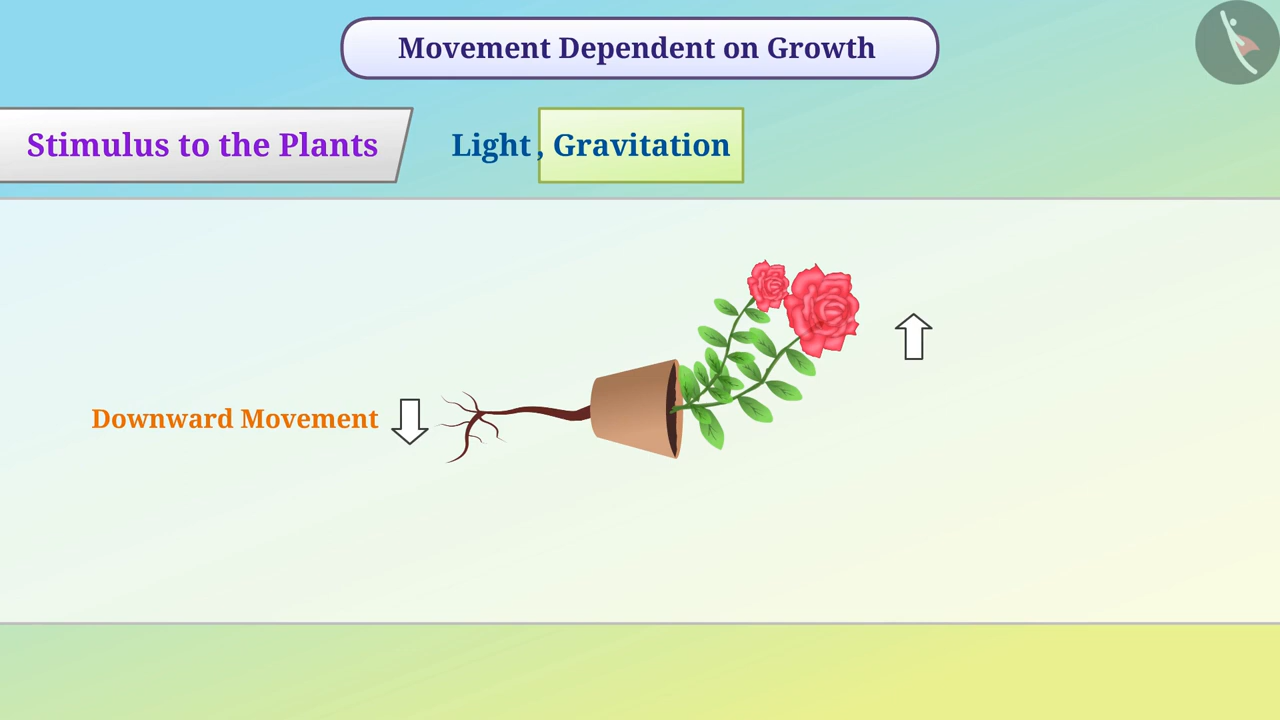 Movement Dependent on Growth
Stimulus to the Plants
Light , Gravitation
Downward Movement